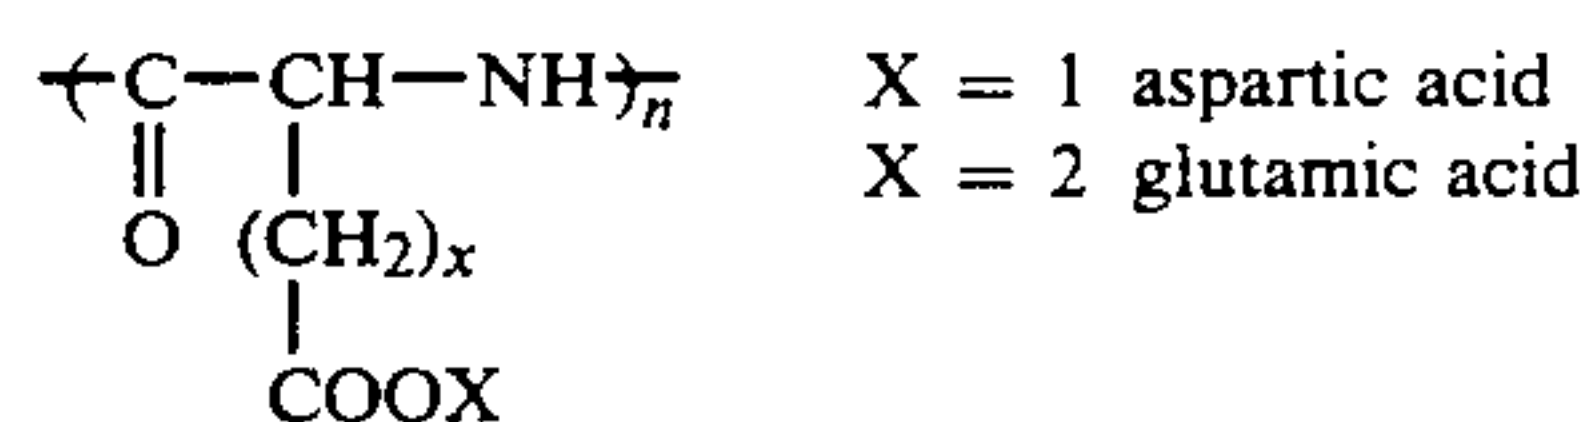 (C—CH—NH)n X = 1 aspartic acid
X = 2 glutamic acid
O (CH2)x
COOX